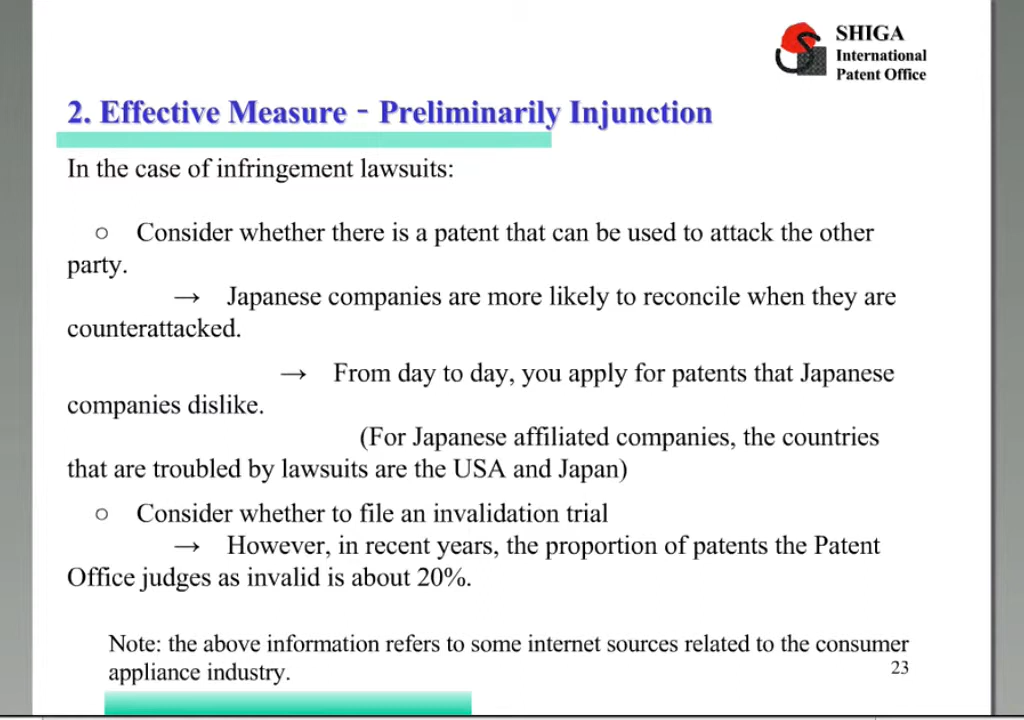 SHIGA
International
Patent Office
2. Effective Measure - Preliminarily Injunction
In the case of infringement lawsuits:
○ Consider whether there is a patent that can be used to attack the other
party.
→ Japanese companies are more likely to reconcile when they are
counterattacked.
→ From day to day, you apply for patents that Japanese
companies dislike.
(For Japanese affiliated companies, the countries
that are troubled by lawsuits are the USA and Japan)
○ Consider whether to file an invalidation trial
→ However, in recent years, the proportion of patents the Patent
Office judges as invalid is about 20%.
Note: the above information refers to some internet sources related to the consumer
appliance industry.
23